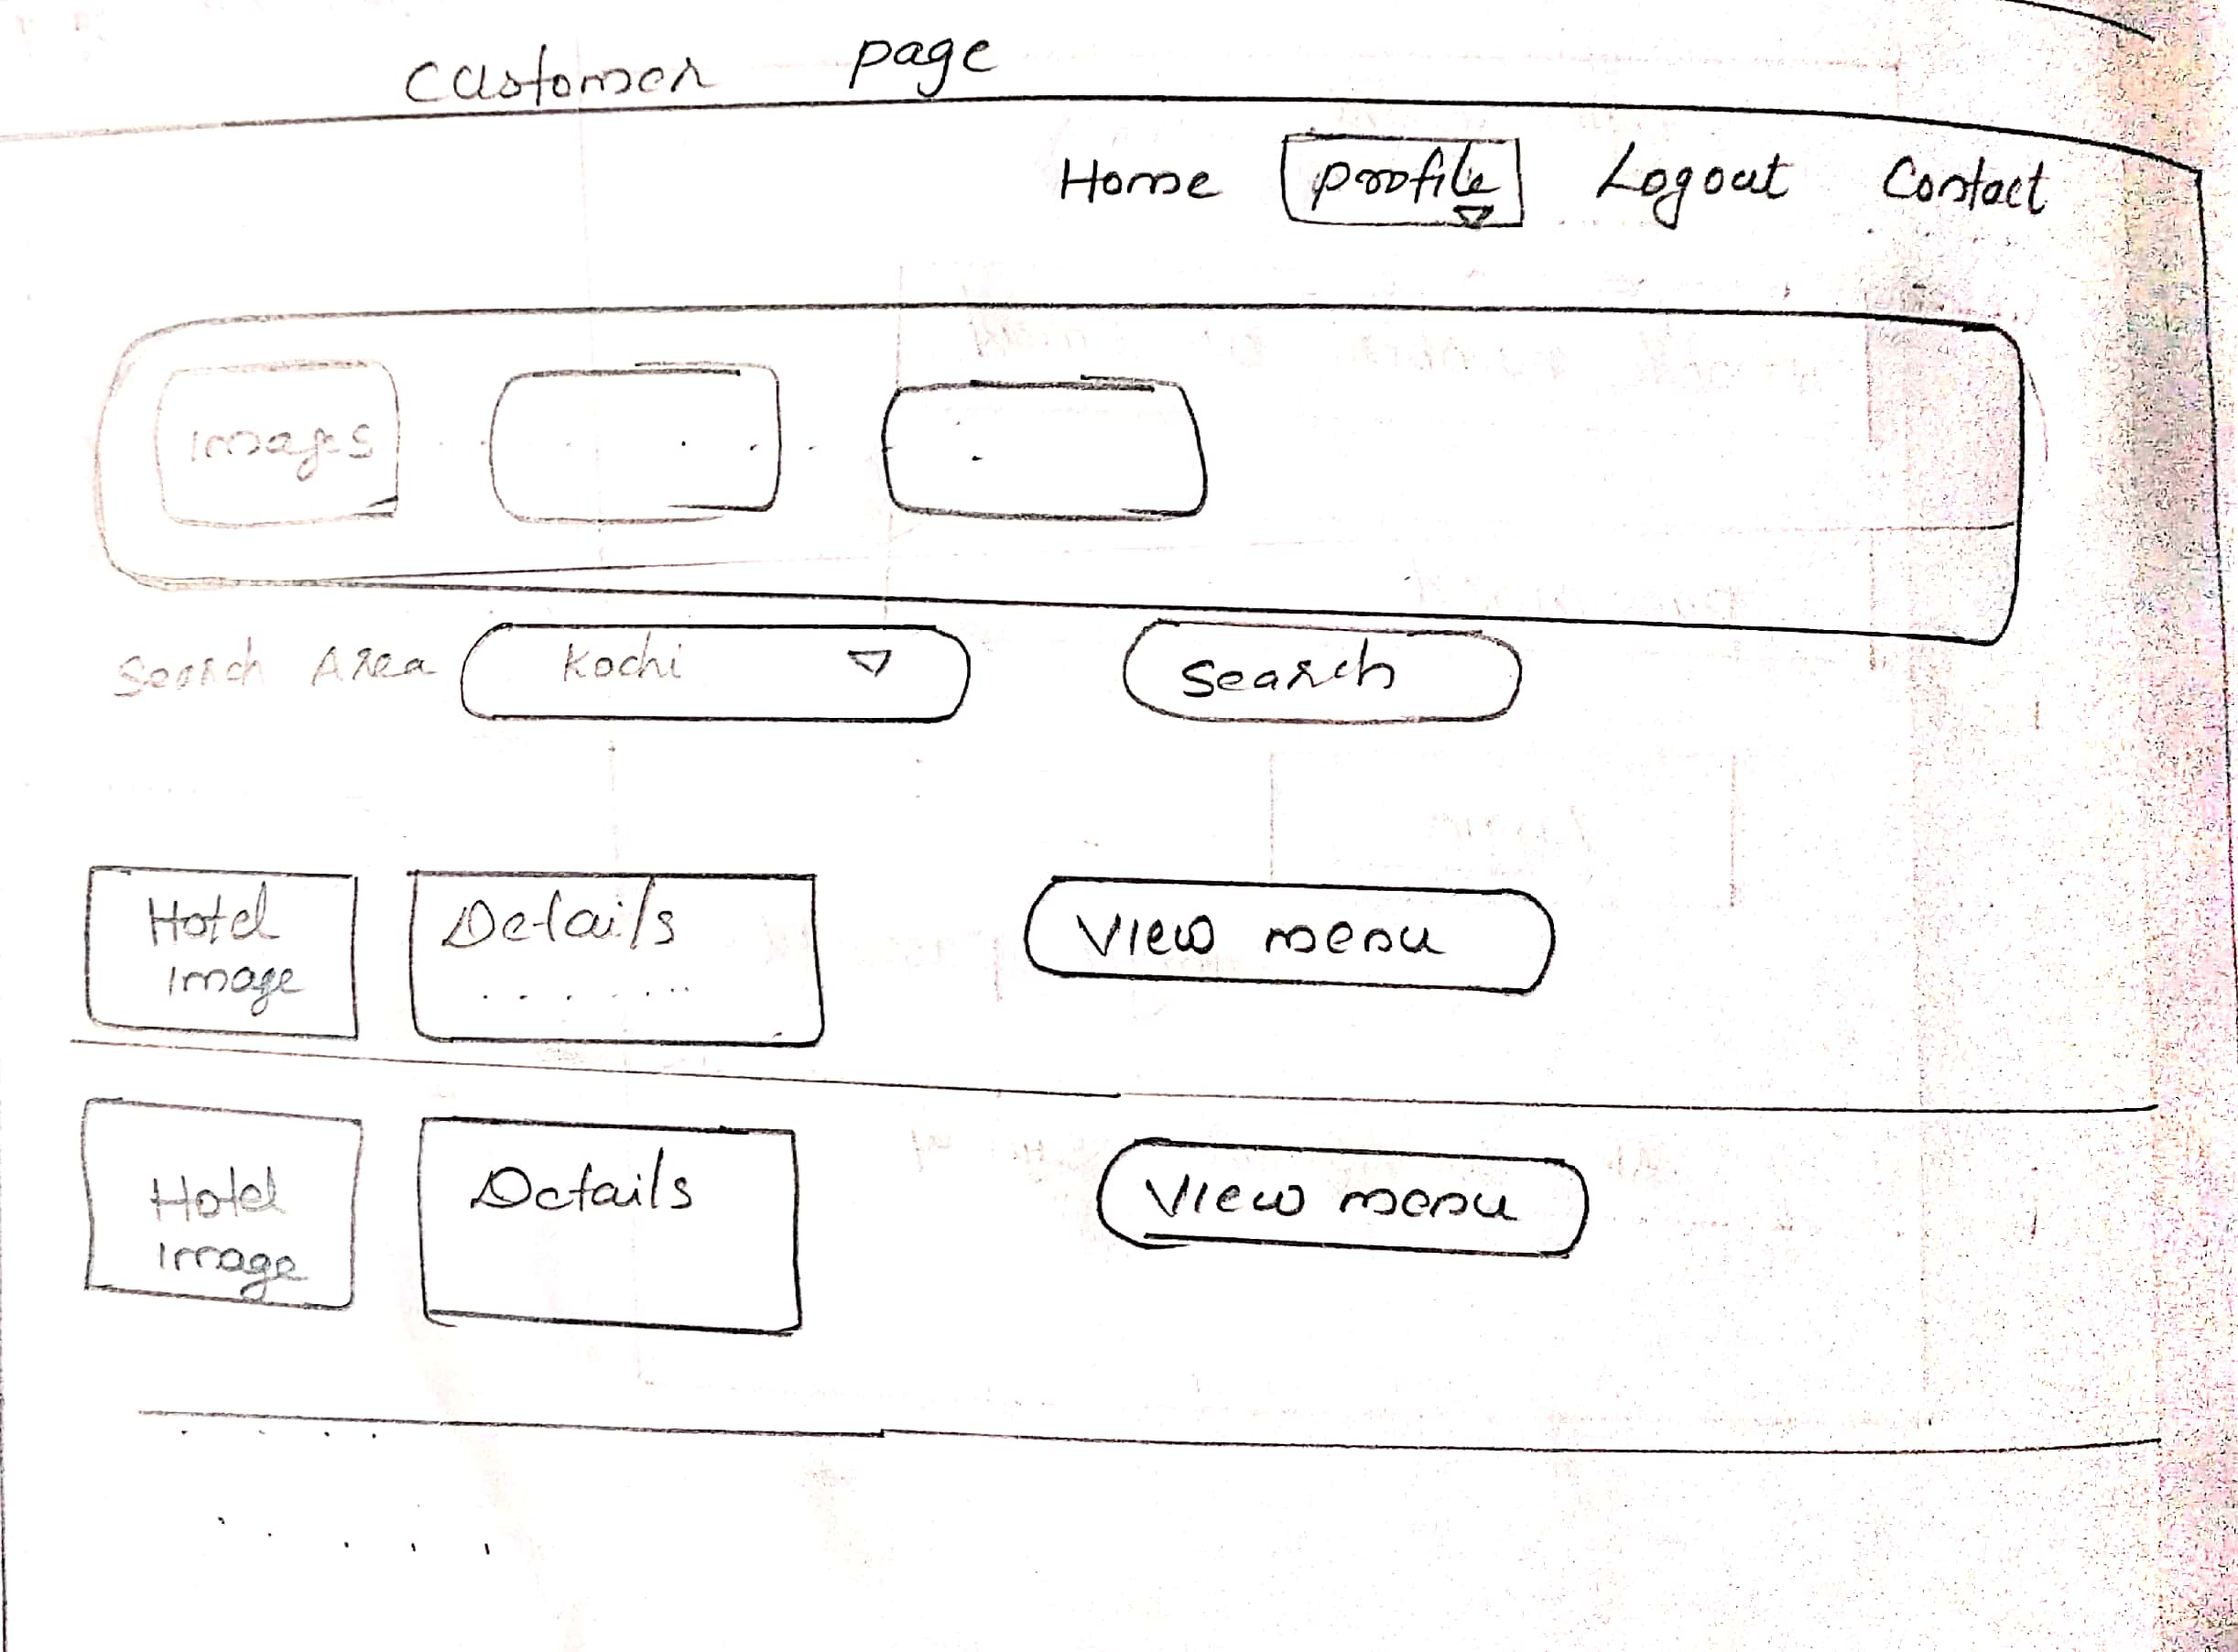 Customer page
Home profile Logout Contact
Images
Search Area Kochi Search
Hotel
Image
Details
View menu
Hotel
Image
Details
View menu